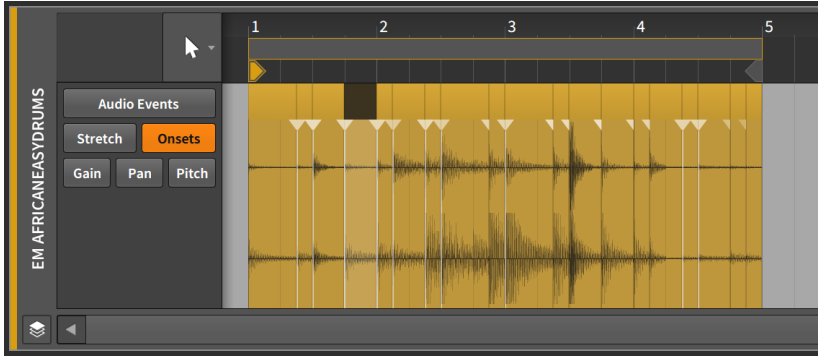 1 2 3 4 5
EM AFRICANEASYDRUMS
Audio Events
Stretch Onsets
Gain Pan Pitch